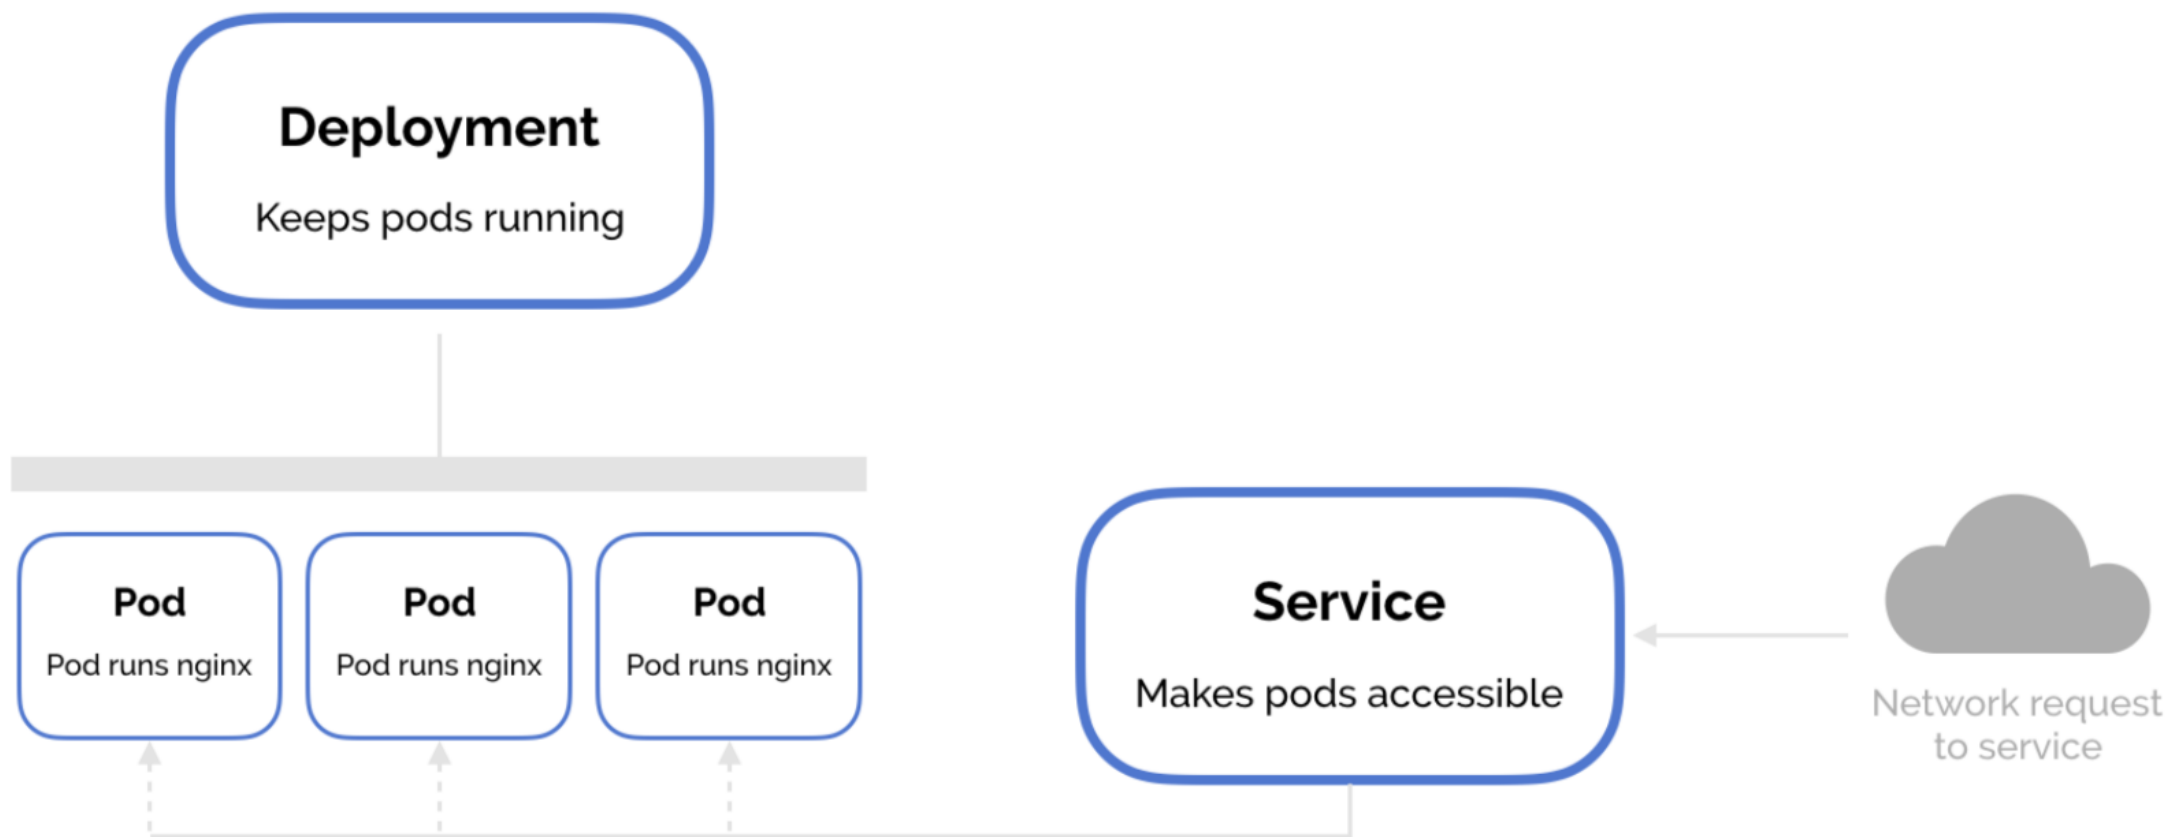 Deployment
Keeps pods running
Pod
Pod runs nginx
Pod
Pod runs nginx
Pod
Pod runs nginx
Service
Makes pods accessible
Network request
to service